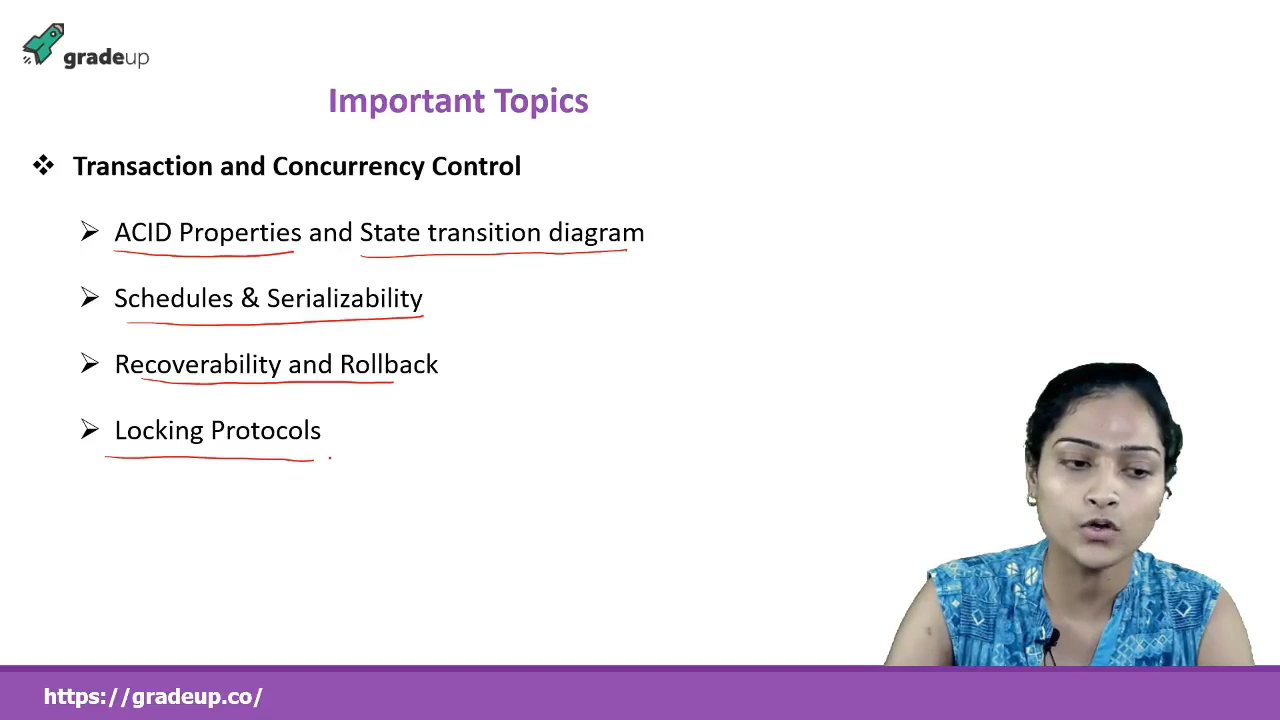 gradeup
Important Topics
❖ Transaction and Concurrency Control
➢ ACID Properties and State transition diagram
➢ Schedules & Serializability
➢ Recoverability and Rollback
➢ Locking Protocols
https://gradeup.co/